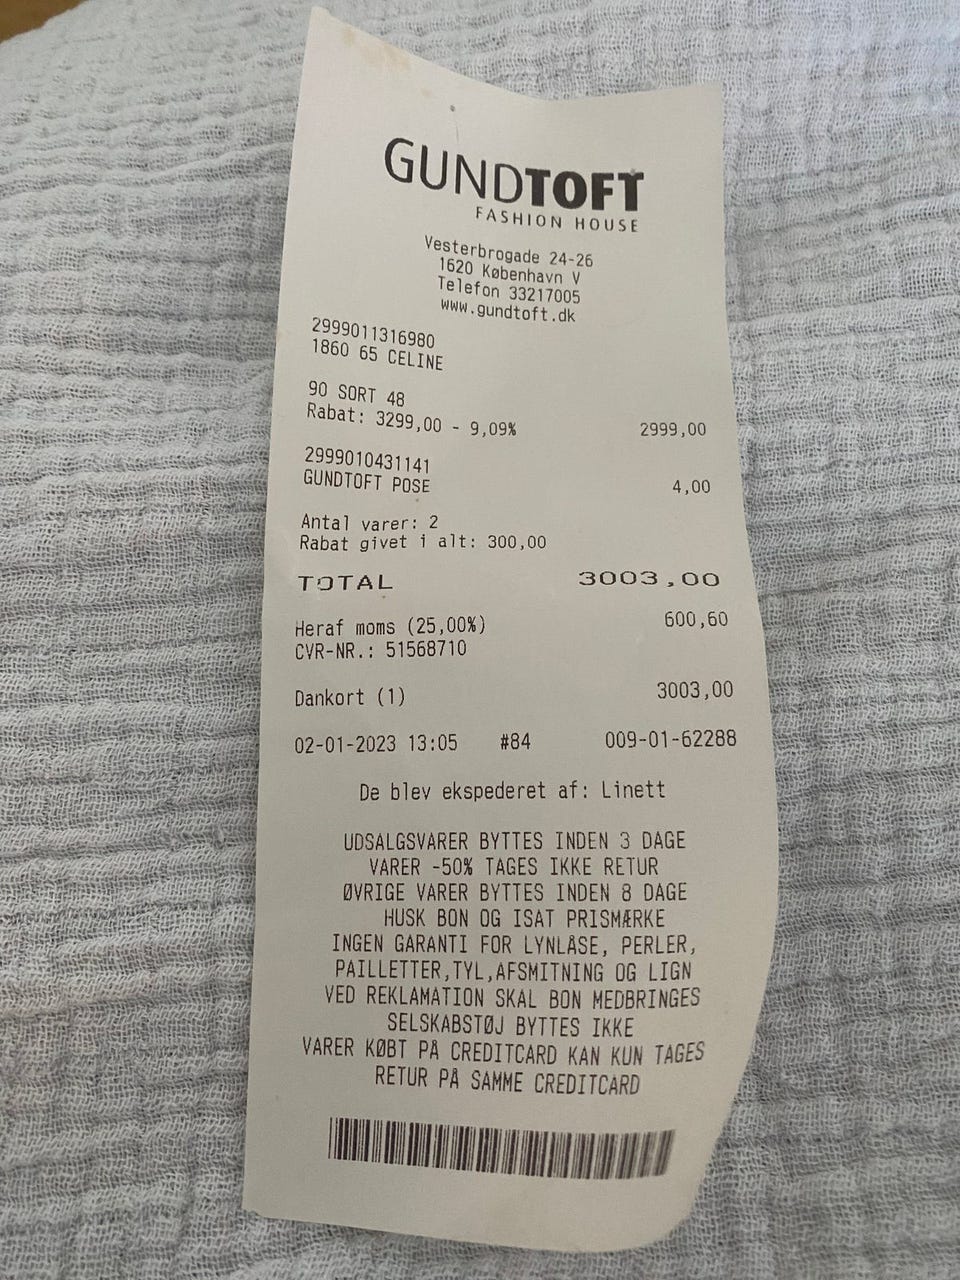 GUNDTOFT
FASHION HOUSE
Vesterbrogade 24-26
1620 København V
Telefon 33217005
www.gundtoft.dk
2999011316980
1860 65 CELINE
90 SORT 48
Rabat: 3299,00 - 9,09% 2999,00
2999010431141
GUNDTOFT POSE 4,00
Antal varer: 2
Rabat givet i alt: 300,00
TOTAL 3003,00
Heraf moms (25,00%) 600,60
CVR-NR.: 51568710
Dankort (1) 3003,00
02-01-2023 13:05 #84 009-01-62288
De blev ekspederet af: Linett
UDSALGSVARER BYTTES INDEN 3 DAGE
VARER -50% TAGES IKKE RETUR
ØVRIGE VARER BYTTES INDEN 8 DAGE
HUSK BON OG ISAT PRISMÆRKE
INGEN GARANTI FOR LYNLÅSE, PERLER,
PAILLETTER,TYL,AFSMITNING OG LIGN
VED REKLAMATION SKAL BON MEDBRINGES
SELSKABSTØJ BYTTES IKKE
VARER KØBT PÅ CREDITCARD KAN KUN TAGES
RETUR PÅ SAMME CREDITCARD